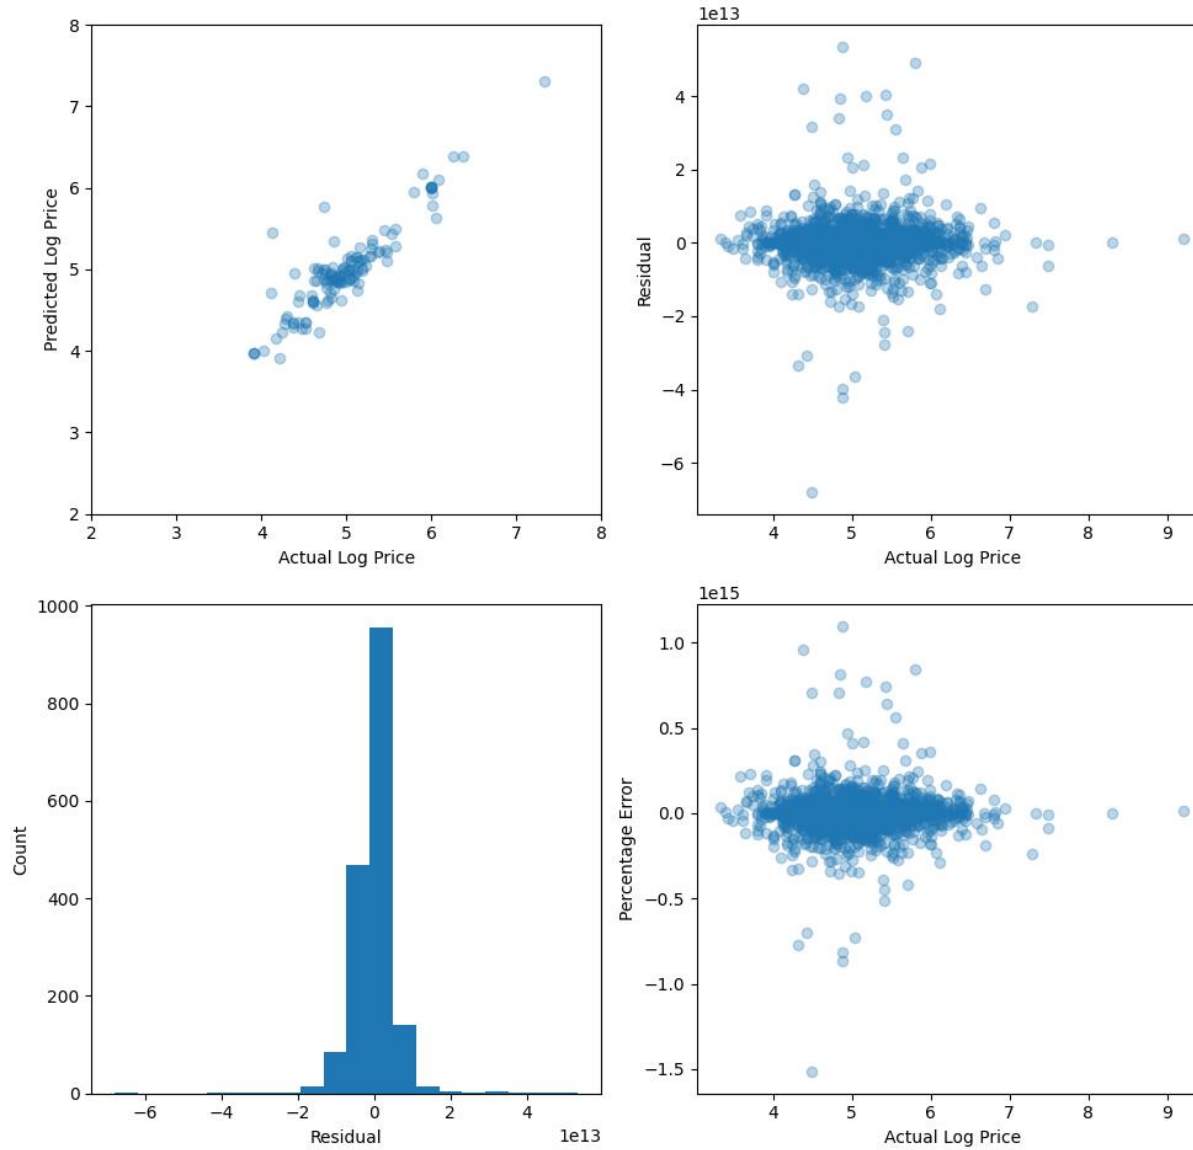 8
7
6
5
4
3
2
2 3 4 5 6 7 8
Predicted Log Price
Actual Log Price
1e13
4
2
0
−2
−4
−6
4 5 6 7 8 9
Residual
Actual Log Price
1000
800
600
400
200
0
−6 −4 −2 0 2 4
Count
Residual
1e13
1e15
1.0
0.5
0.0
−0.5
−1.0
−1.5
4 5 6 7 8 9
Percentage Error
Actual Log Price